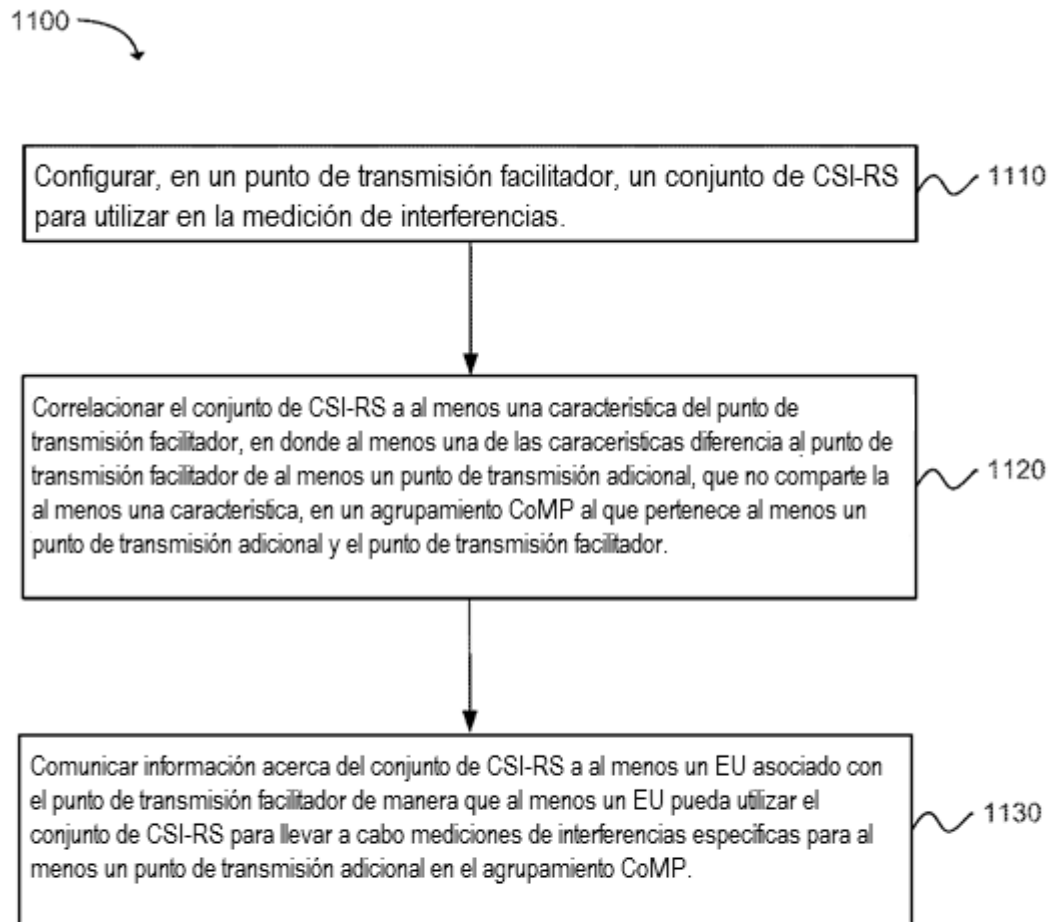 1100
Configurar, en un punto de transmisión facilitador, un conjunto de CSI-RS
para utilizar en la medición de interferencias.
1110
Correlacionar el conjunto de CSI-RS a al menos una característica del punto de
transmisión facilitador, en donde al menos una de las caracerísticas diferencia al punto de
transmisión facilitador de al menos un punto de transmisión adicional, que no comparte la
al menos una característica, en un agrupamiento CoMP al que pertenece al menos un
punto de transmisión adicional y el punto de transmisión facilitador.
1120
Comunicar información acerca del conjunto de CSI-RS a al menos un EU asociado con
el punto de transmisión facilitador de manera que al menos un EU pueda utilizar el
conjunto de CSI-RS para llevar a cabo mediciones de interferencias específicas para al
menos un punto de transmisión adicional en el agrupamiento CoMP.
1130